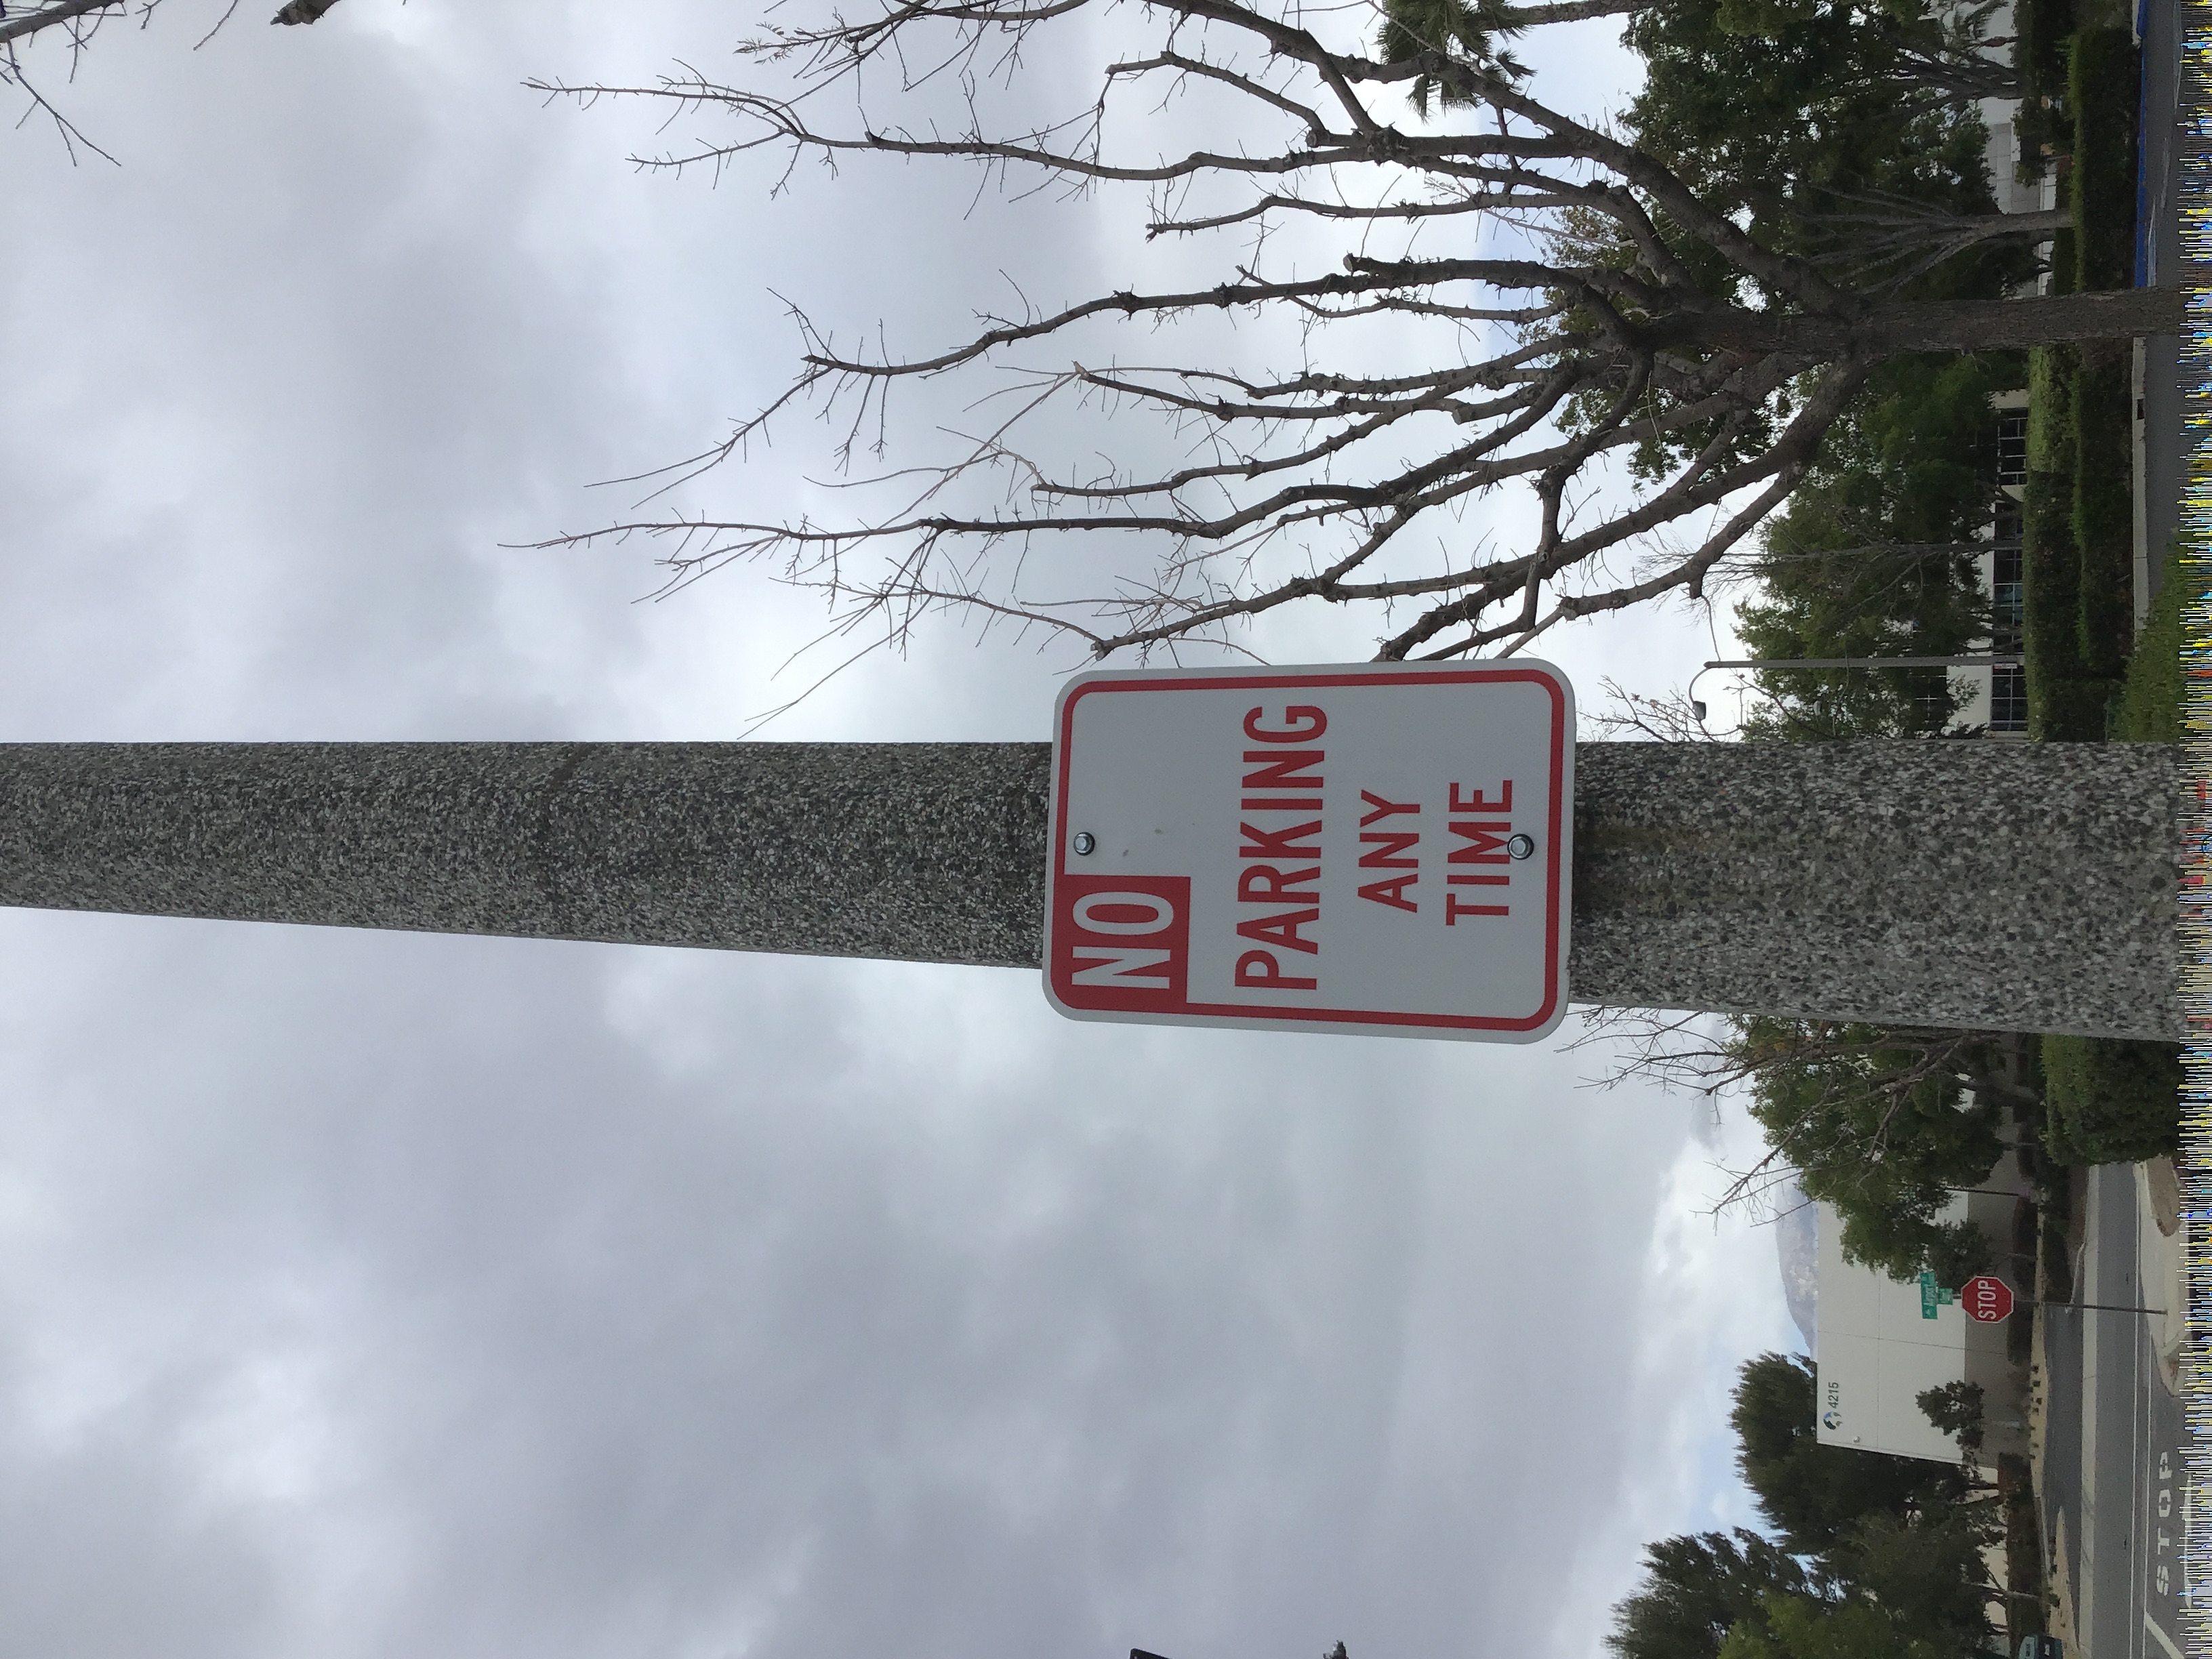 NO
PARKING
ANY
TIME
4215
STOP
STOP